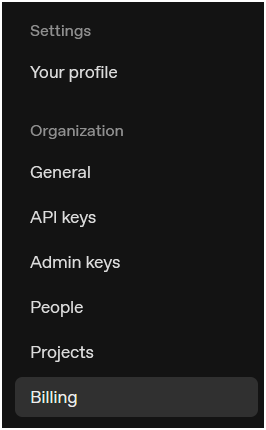 Settings
Your profile
Organization
General
API keys
Admin keys
People
Projects
Billing